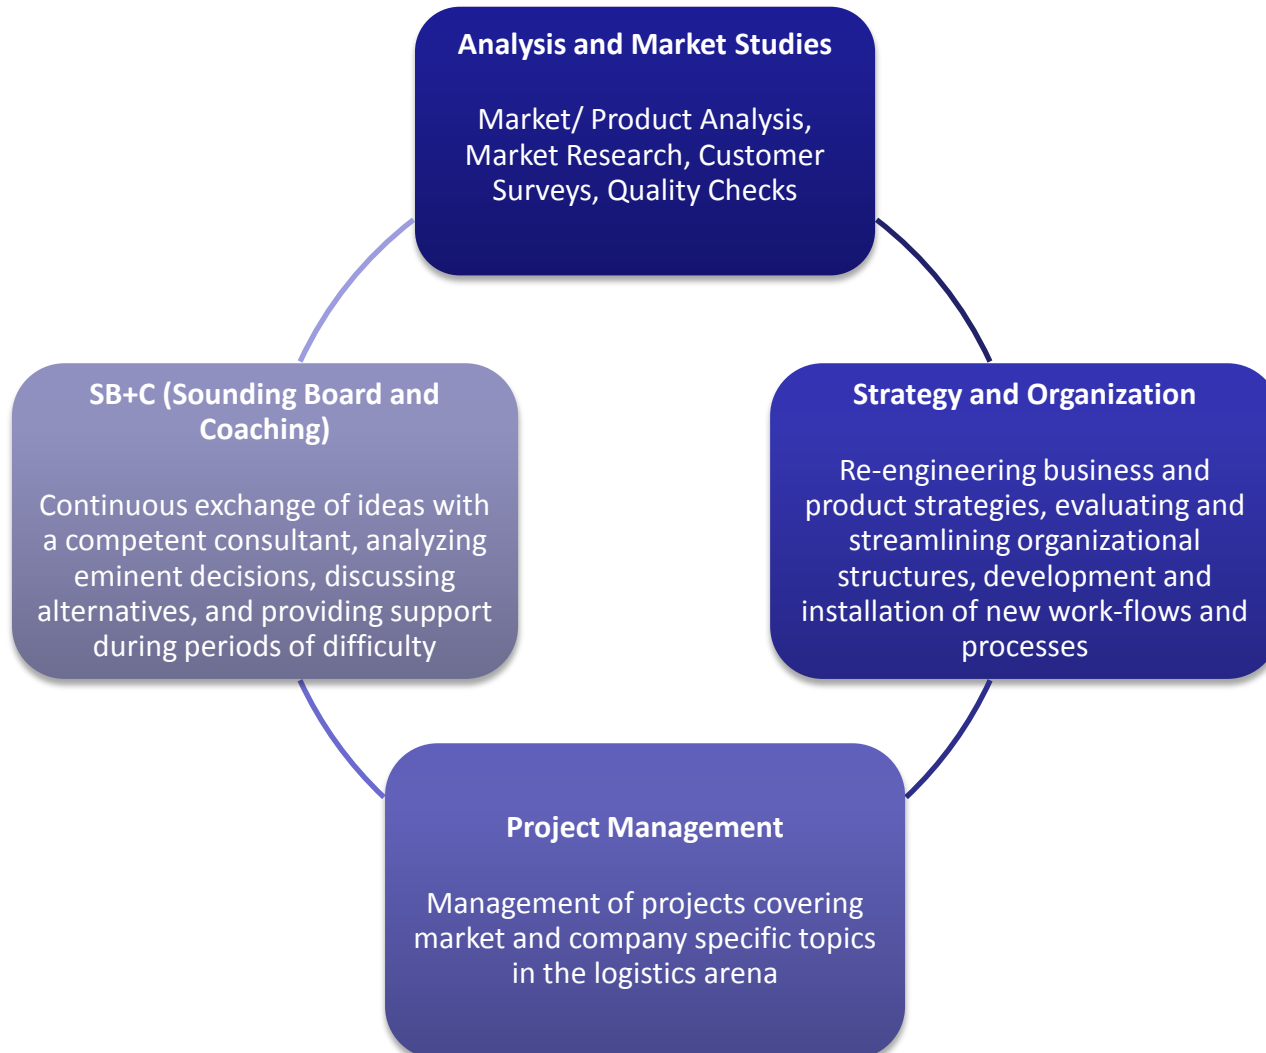 Analysis and Market Studies
Market/ Product Analysis,
Market Research, Customer
Surveys, Quality Checks
SB+C (Sounding Board and
Coaching)
Continuous exchange of ideas with
a competent consultant, analyzing
eminent decisions, discussing
alternatives, and providing support
during periods of difficulty
Strategy and Organization
Re-engineering business and
product strategies, evaluating and
streamlining organizational
structures, development and
installation of new work-flows and
processes
Project Management
Management of projects covering
market and company specific topics
in the logistics arena